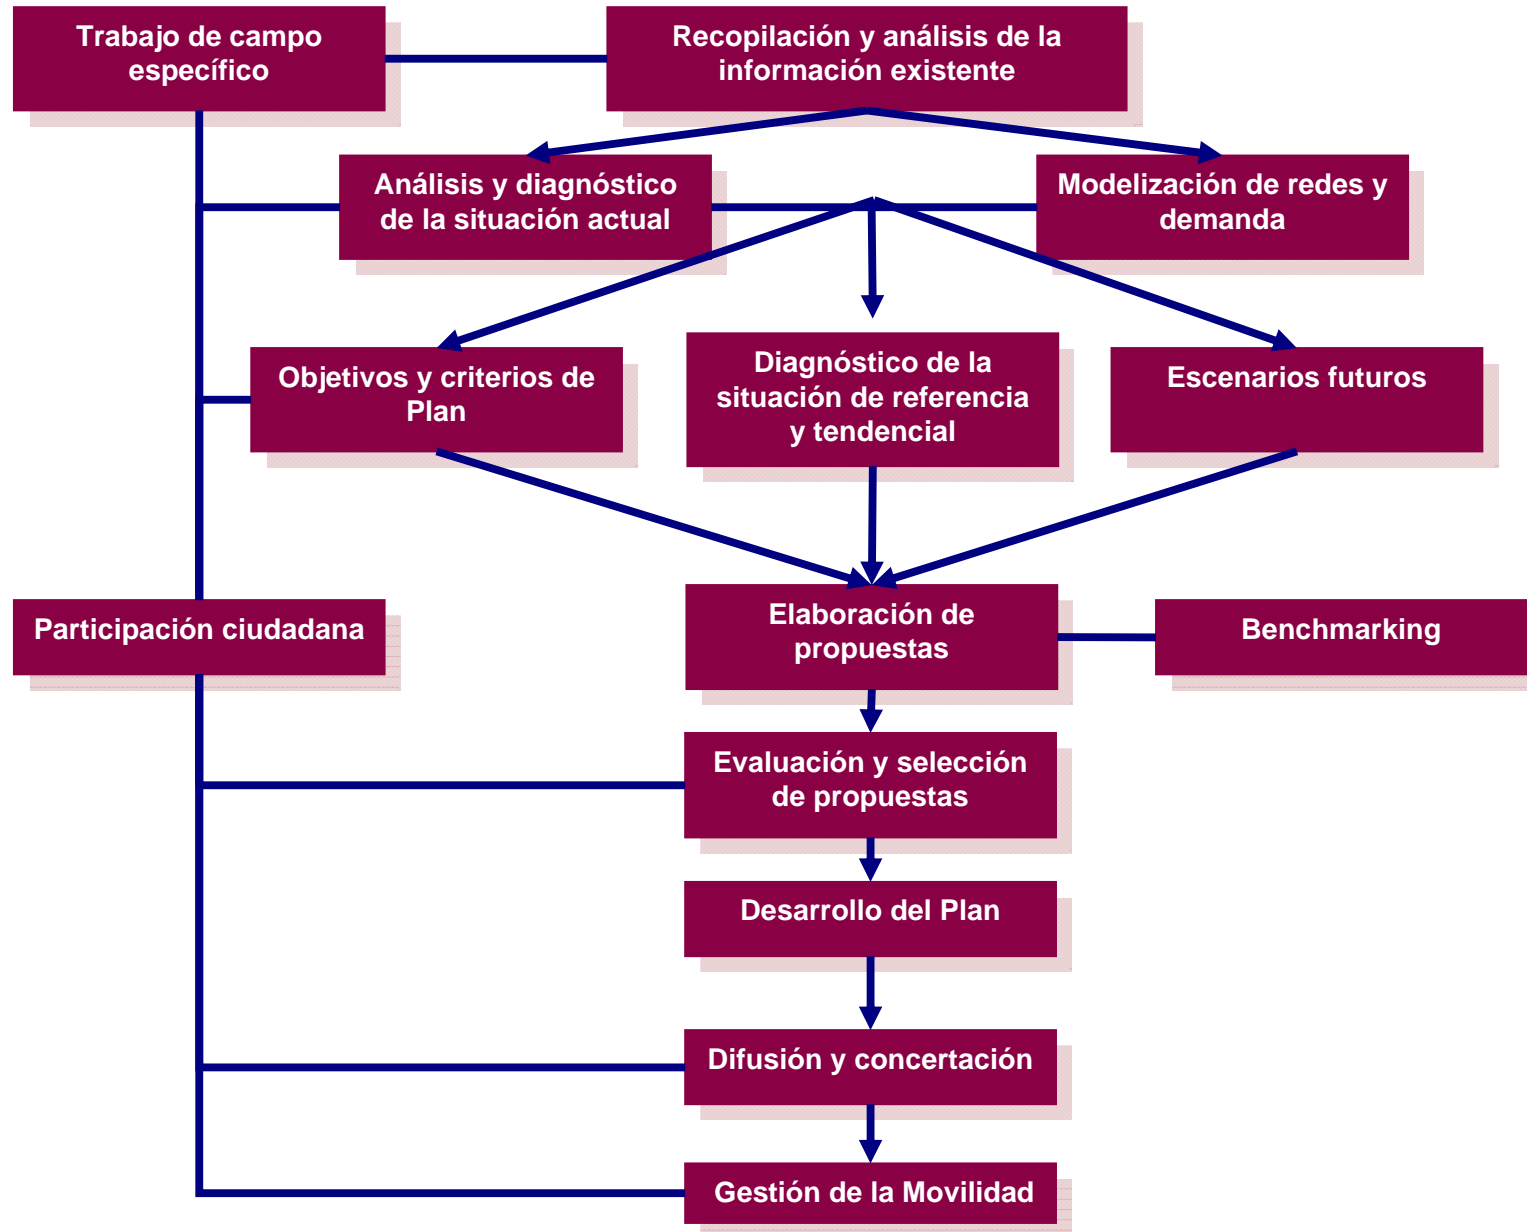 Trabajo de campo
específico
Recopilación y análisis de la
información existente
Análisis y diagnóstico
de la situación actual
Modelización de redes y
demanda
Objetivos y criterios de
Plan
Diagnóstico de la
situación de referencia
y tendencial
Escenarios futuros
Participación ciudadana
Elaboración de
propuestas
Benchmarking
Evaluación y selección
de propuestas
Desarrollo del Plan
Difusión y concertación
Gestión de la Movilidad